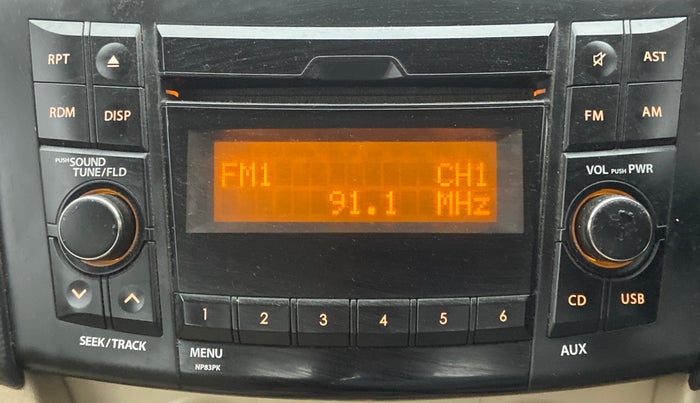 RPT
AST
RDM
DISP
FM
AM
PUSH SOUND
TUNE/FLD
VOL PUSH PWR
FM1 CH1
91.1 MHz
CD
USB
1 2 3 4 5 6
SEEK/TRACK
MENU
NP83PK
AUX